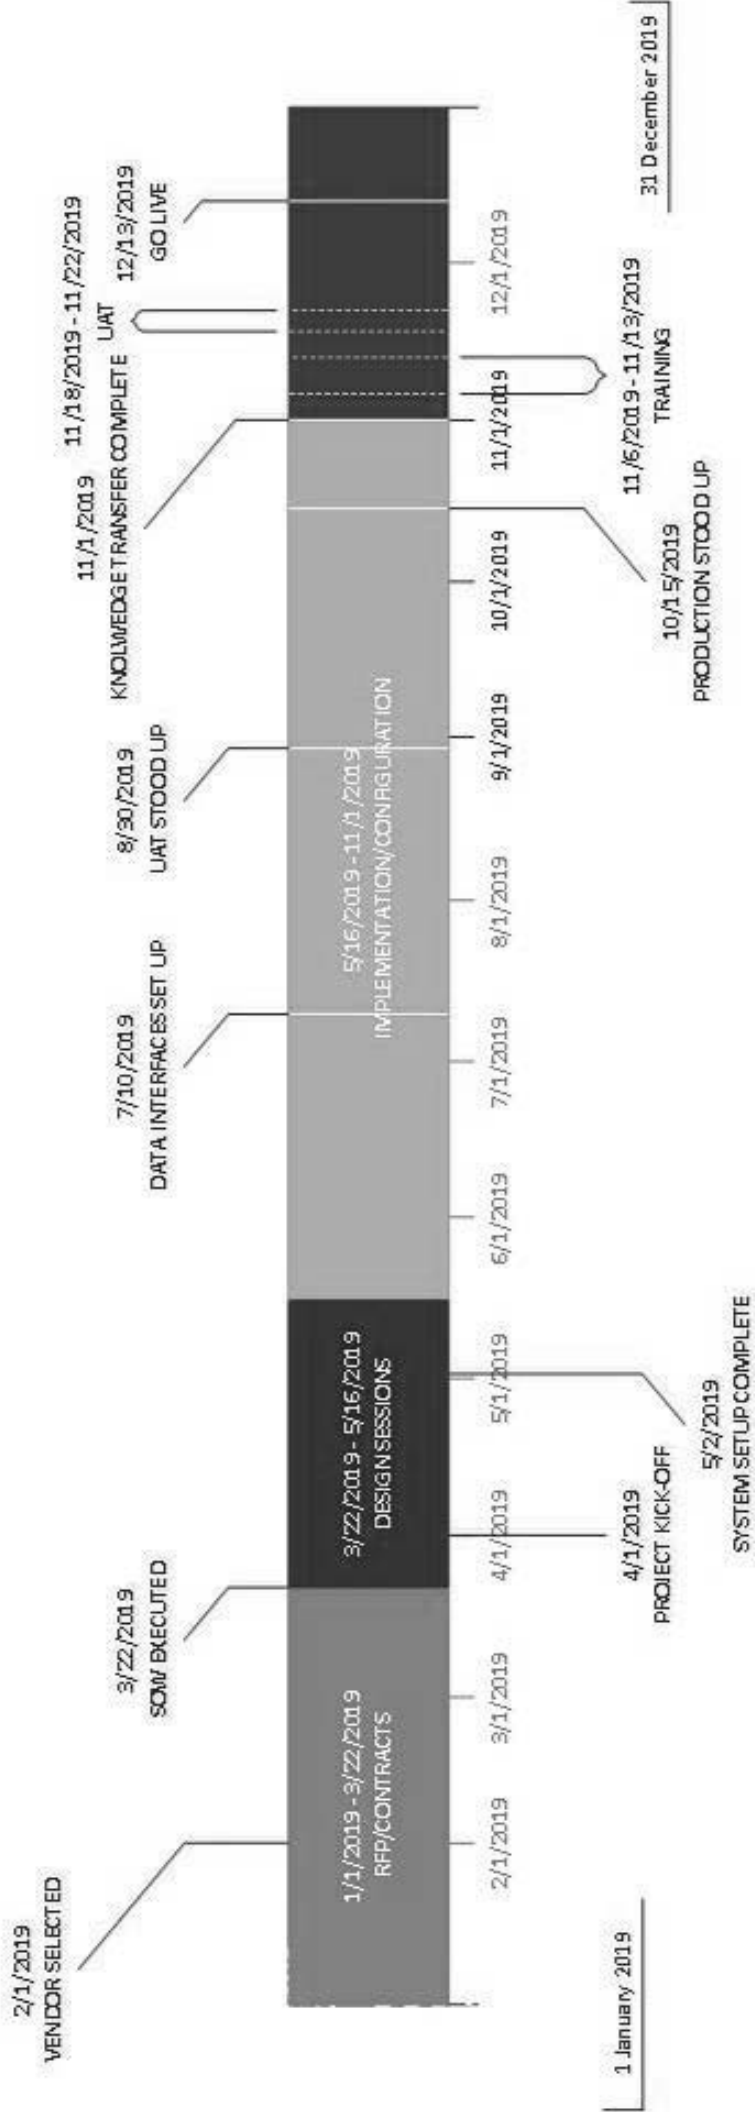 2/1/2019
VENDOR SELECTED
3/22/2019
SOW EXECUTED
7/10/2019
DATA INTERFACES SET UP
8/30/2019
UAT STOOD UP
11/1/2019
KNOLWEDGE TRANSFER COMPLETE
11/18/2019 - 11/22/2019
UAT
12/13/2019
GO LIVE
1/1/2019 - 3/22/2019
RFP/CONTRACTS
3/22/2019 - 5/16/2019
DESIGN SESSIONS
5/16/2019 - 11/1/2019
IMPLEMENTATION/CONFIGURATION
2/1/2019
3/1/2019
4/1/2019
5/1/2019
6/1/2019
7/1/2019
8/1/2019
9/1/2019
10/1/2019
11/1/2019
12/1/2019
1 January 2019
4/1/2019
PROJECT KICK-OFF
5/2/2019
SYSTEM SETUP COMPLETE
10/15/2019
PRODUCTION STOOD UP
11/6/2019 - 11/13/2019
TRAINING
31 December 2019